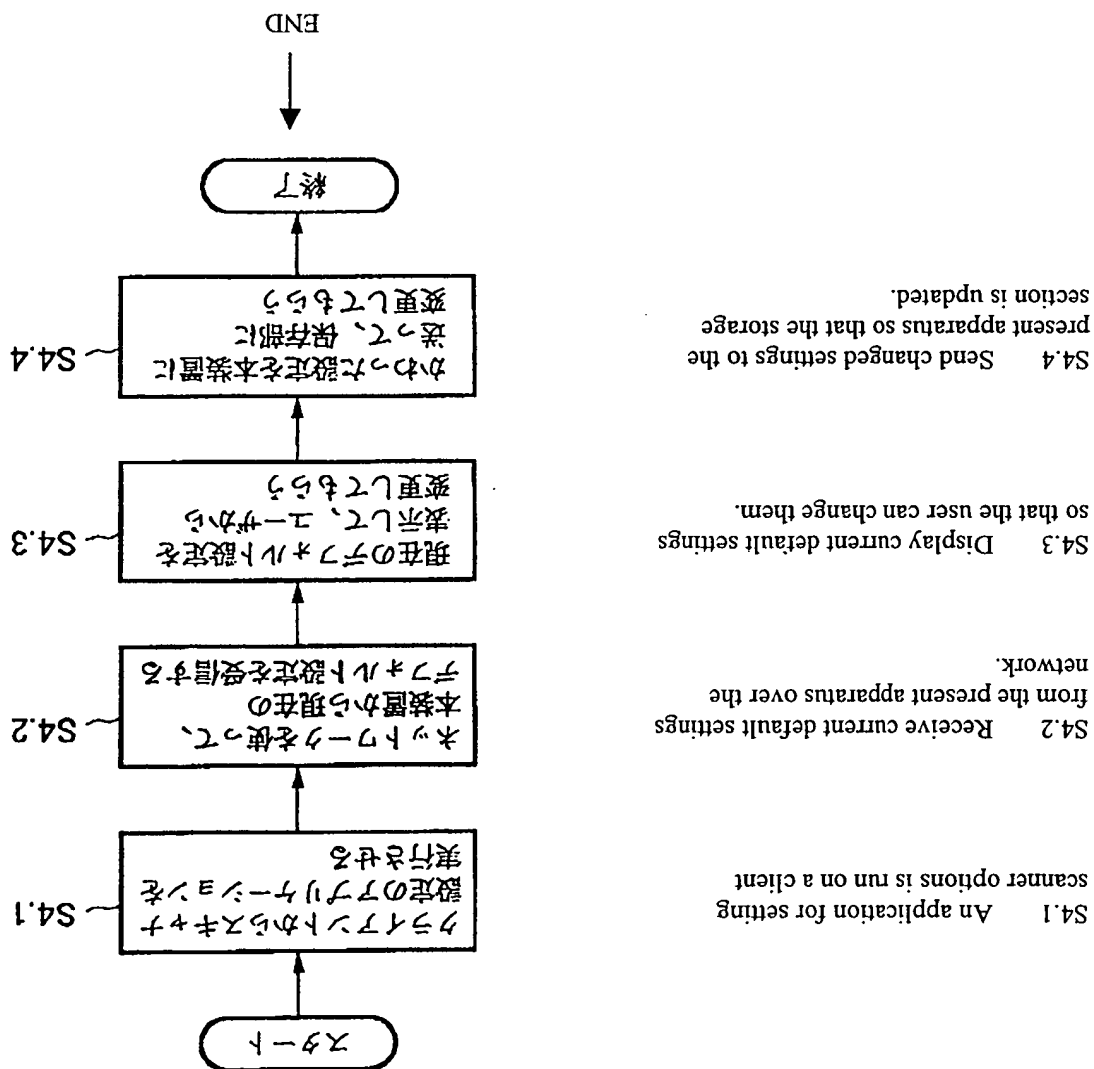 スタート
S4.1 An application for setting
scanner options is run on a client
クライアントからスキャナ
設定のアプリケーションを
実行させる
S4.1
S4.2 Receive current default settings
from the present apparatus over the
network.
ネットワークを使って、
本装置から現在の
デフォルト設定を受信する
S4.2
S4.3 Display current default settings
so that the user can change them.
現在のデフォルト設定を
表示して、ユーザから
変更してもらう
S4.3
S4.4 Send changed settings to the
present apparatus so that the storage
section is updated.
かわった設定を本装置に
送って、保存部に
変更してもらう
S4.4
終了
END